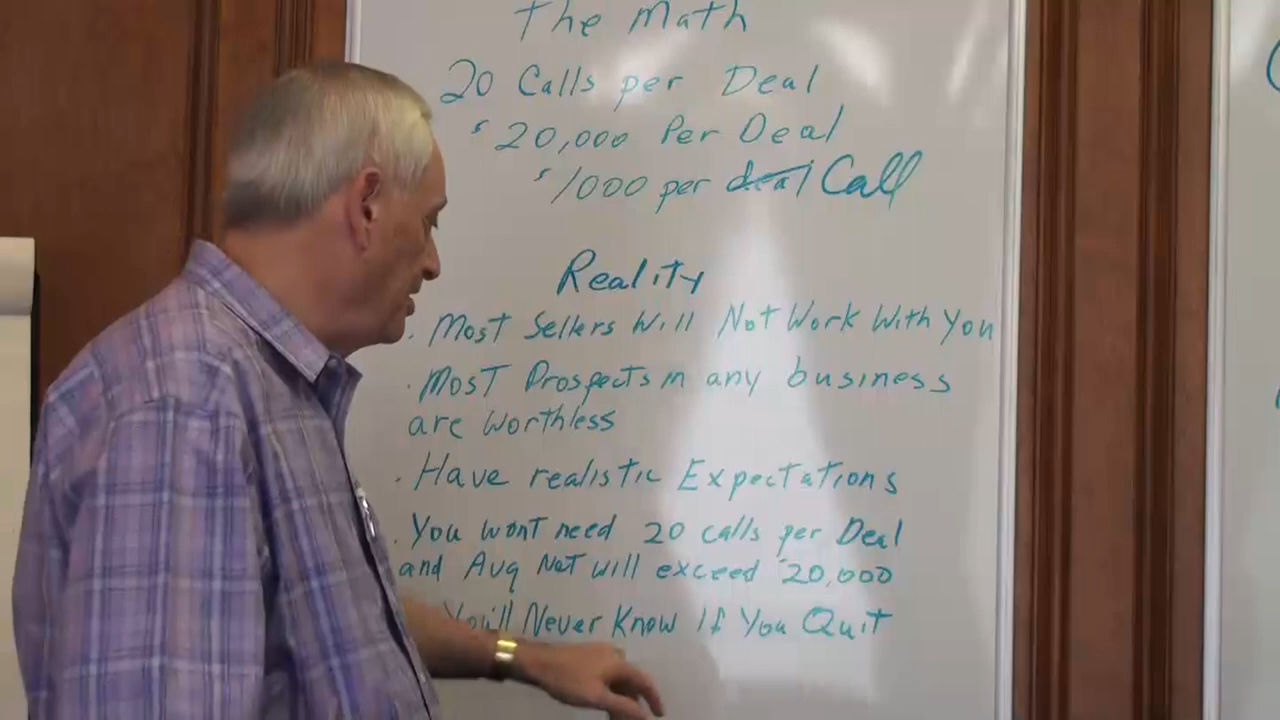 The Math
20 Calls per Deal
$20,000 Per Deal
$1000 per deal Call
Reality
. Most Sellers Will Not Work With You
. Most Prospects in any business
are Worthless
. Have realistic Expectations
. You wont need 20 calls per Deal
and Avg Net will exceed $20,000
You'll Never Know If You Quit